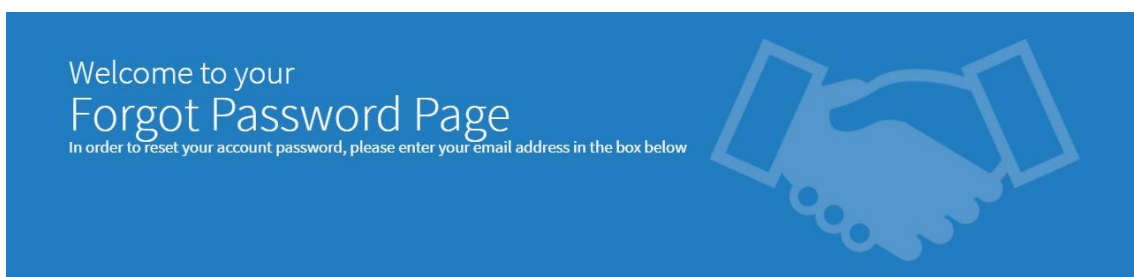 Welcome to your
Forgot Password Page
In order to reset your account password, please enter your email address in the box below